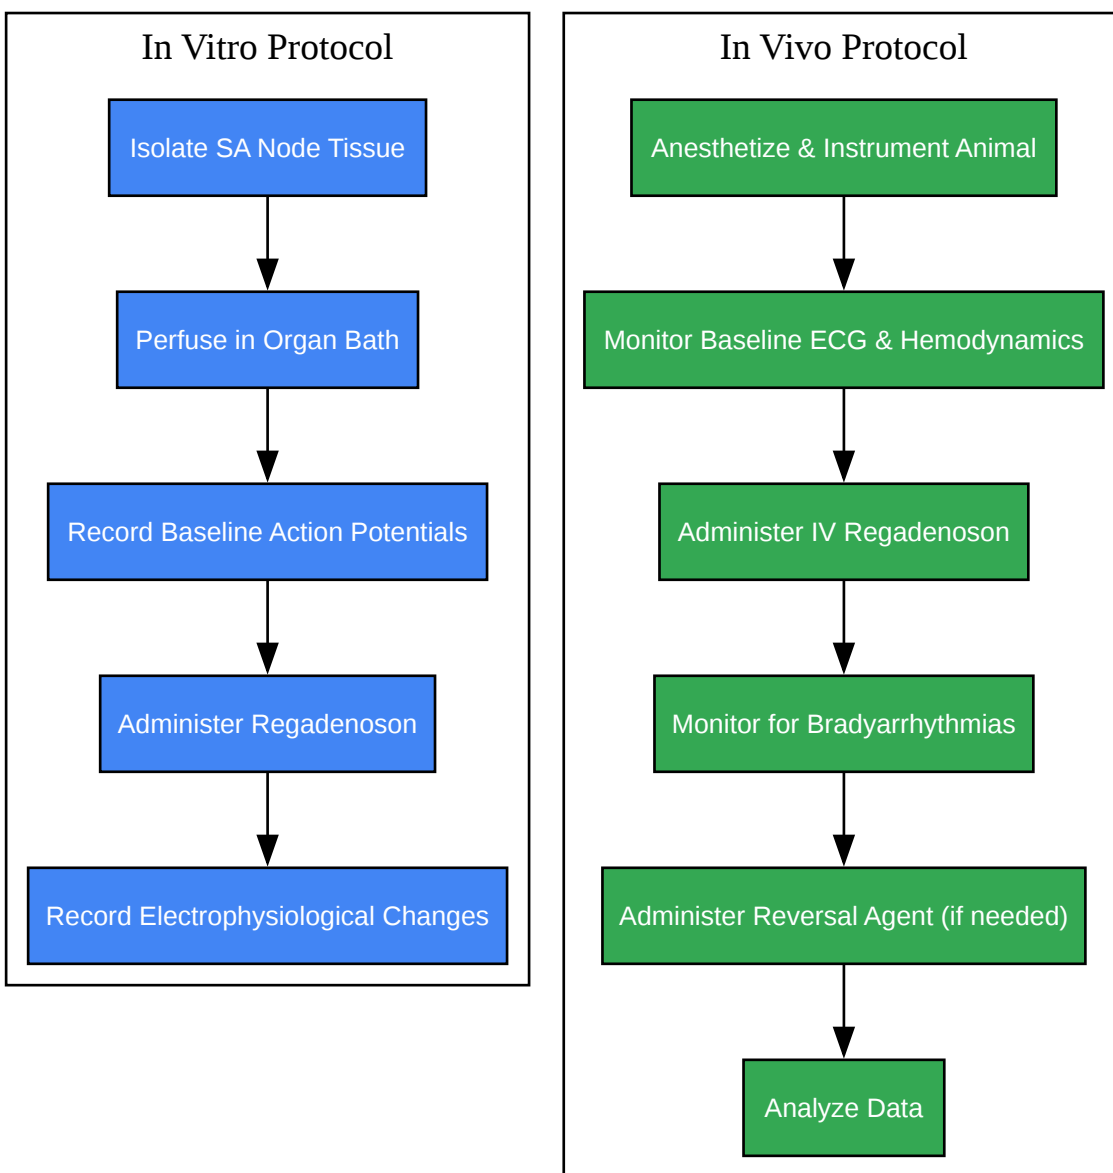 In Vitro Protocol
Isolate SA Node Tissue
Perfuse in Organ Bath
Record Baseline Action Potentials
Administer Regadenoson
Record Electrophysiological Changes
In Vivo Protocol
Anesthetize & Instrument Animal
Monitor Baseline ECG & Hemodynamics
Administer IV Regadenoson
Monitor for Bradyarrhythmias
Administer Reversal Agent (if needed)
Analyze Data